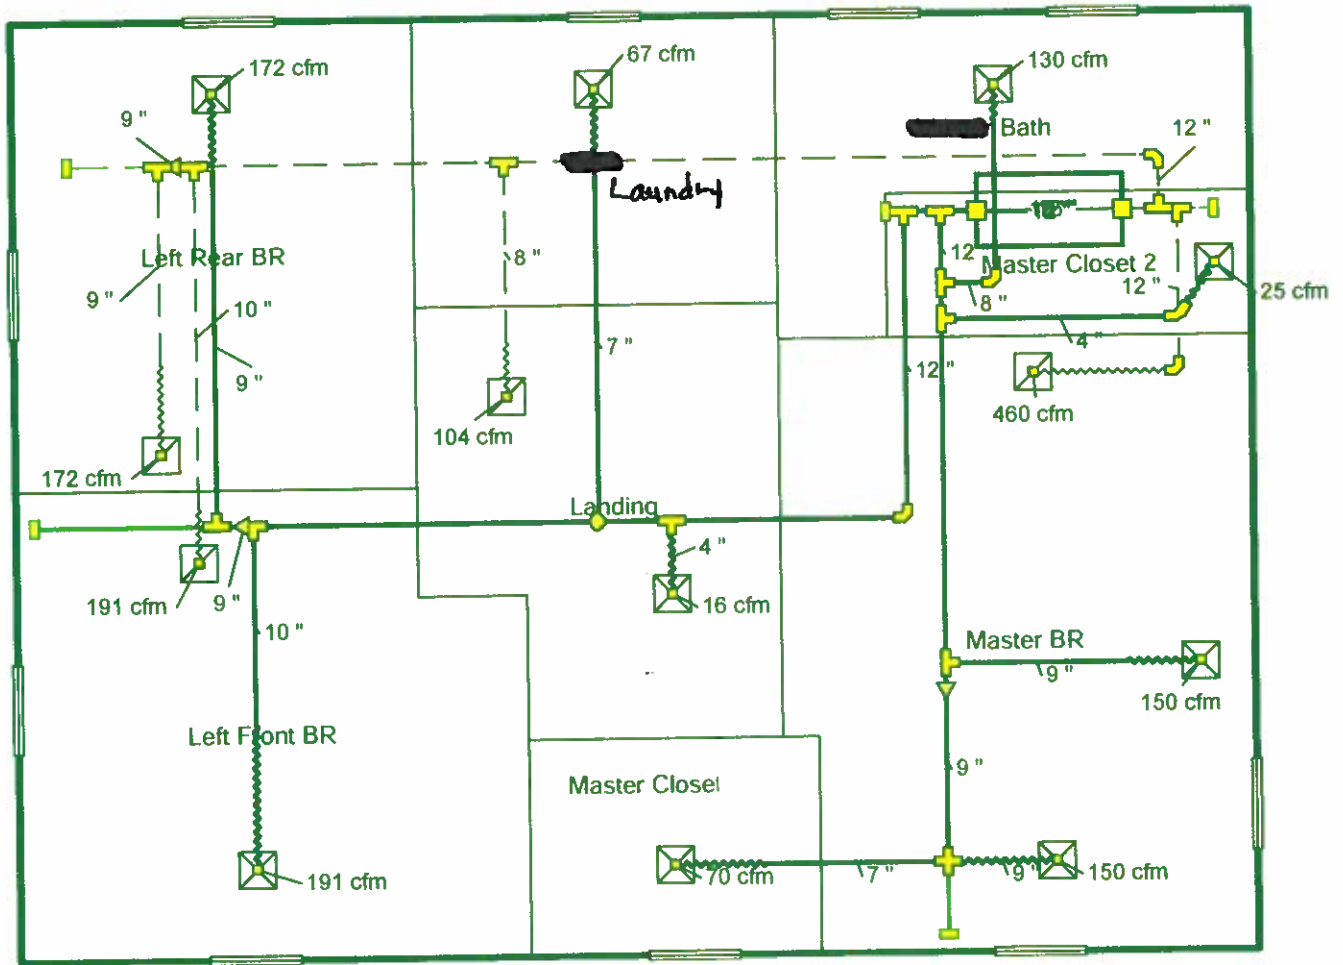 172 cfm
67 cfm
130 cfm
9 "
Bath
12 "
Laundry
Left Rear BR
8 "
12
Master Closet 2
9 "
10 "
8 "
12 "
25 cfm
7 "
4 "
9 "
12 "
460 cfm
104 cfm
172 cfm
Landing
4 "
191 cfm
9 "
16 cfm
10 "
Master BR
9 "
150 cfm
Left Front BR
9 "
Master Closet
191 cfm
70 cfm
7 "
9 "
150 cfm